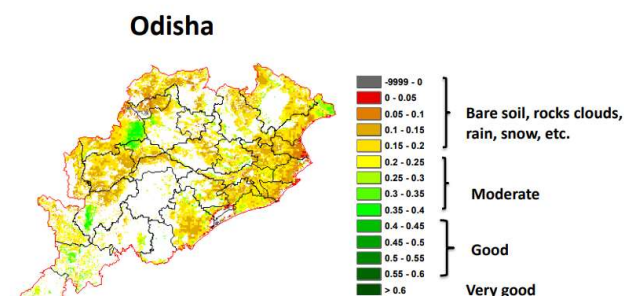 Odisha
-9999 - 0
0 - 0.05
0.05 - 0.1
0.1 - 0.15
0.15 - 0.2
0.2 - 0.25
0.25 - 0.3
0.3 - 0.35
0.35 - 0.4
0.4 - 0.45
0.45 - 0.5
0.5 - 0.55
0.55 - 0.6
> 0.6
Bare soil, rocks clouds,
rain, snow, etc.
Moderate
Good
Very good